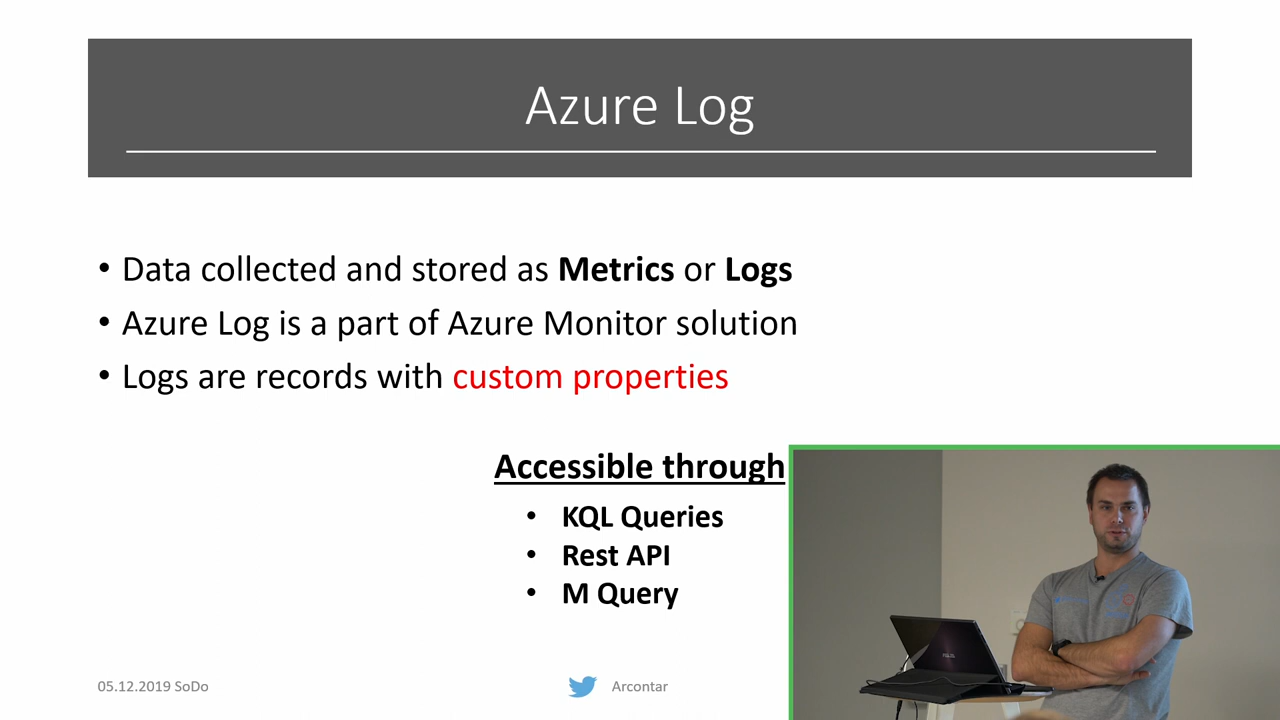 Azure Log
• Data collected and stored as Metrics or Logs
• Azure Log is a part of Azure Monitor solution
• Logs are records with custom properties
Accessible through
• KQL Queries
• Rest API
• M Query
05.12.2019 SoDo
Arcontar